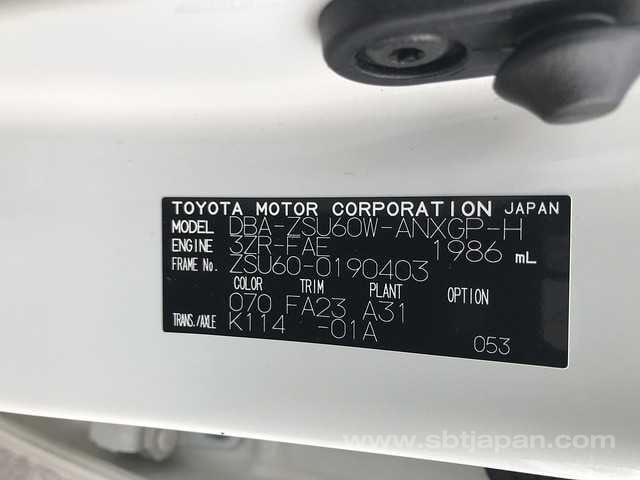 TOYOTA MOTOR CORPORATION JAPAN
MODEL DBA-ZSU60W-ANXGP-H
ENGINE 3ZR-FAE 1986 mL
FRAME No. ZSU60-0190403
COLOR TRIM PLANT OPTION
070 FA23 A31
TRANS./AXLE K114 -01A
053
www.sbtjapan.com